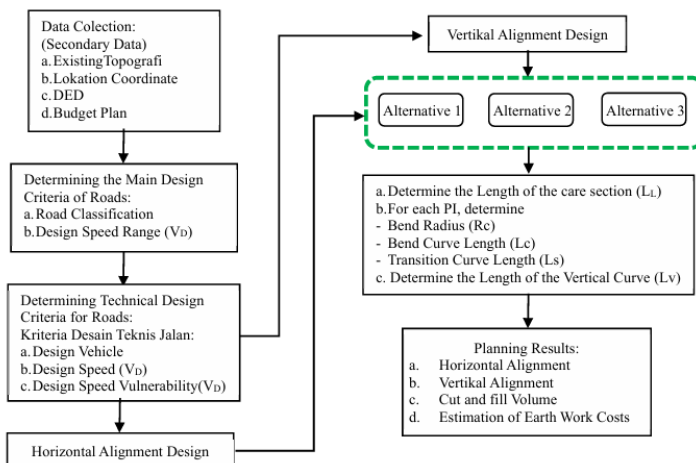 Data Colection:
(Secondary Data)
a.ExistingTopografi
b.Lokation Coordinate
c.DED
d.Budget Plan
Determining the Main Design
Criteria of Roads:
a.Road Classification
b.Design Speed Range (VD)
Determining Technical Design
Criteria for Roads:
Kriteria Desain Teknis Jalan:
a.Design Vehicle
b.Design Speed (VD)
c.Design Speed Vulnerability(VD)
Horizontal Alignment Design
Vertikal Alignment Design
Alternative 1
Alternative 2
Alternative 3
a.Determine the Length of the care section (LL)
b.For each PI, determine
- Bend Radius (Rc)
- Bend Curve Length (Lc)
- Transition Curve Length (Ls)
c. Determine the Length of the Vertical Curve (Lv)
Planning Results:
a. Horizontal Alignment
b. Vertikal Alignment
c. Cut and fill Volume
d. Estimation of Earth Work Costs